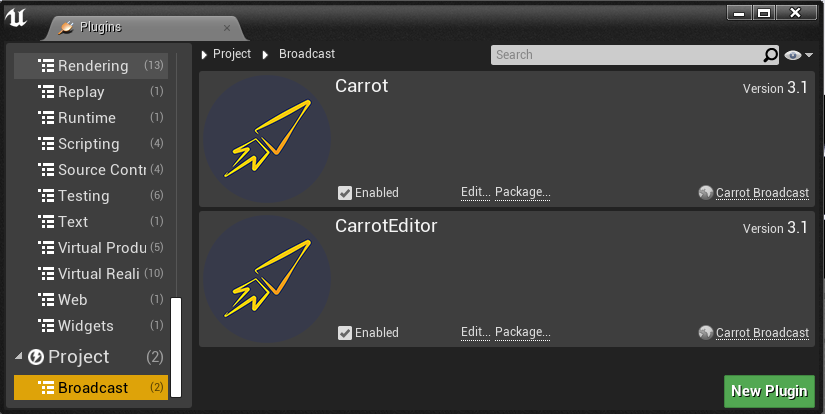 Plugins
Rendering (13)
Replay (1)
Runtime (1)
Scripting (4)
Source Contr (4)
Testing (6)
Text (1)
Virtual Produ (5)
Virtual Reali (10)
Web (1)
Widgets (1)
Project (2)
Broadcast (2)
Project Broadcast
Search
Carrot Version 3.1
Enabled Edit... Package... Carrot Broadcast
CarrotEditor Version 3.1
Enabled Edit... Package... Carrot Broadcast
New Plugin